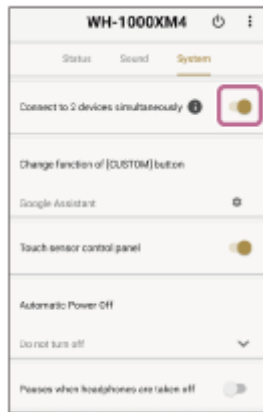 WH-1000XM4
Status Sound System
Connect to 2 devices simultaneously
Change function of [CUSTOM] button
Google Assistant
Touch sensor control panel
Automatic Power Off
Do not turn off
Pauses when headphones are taken off